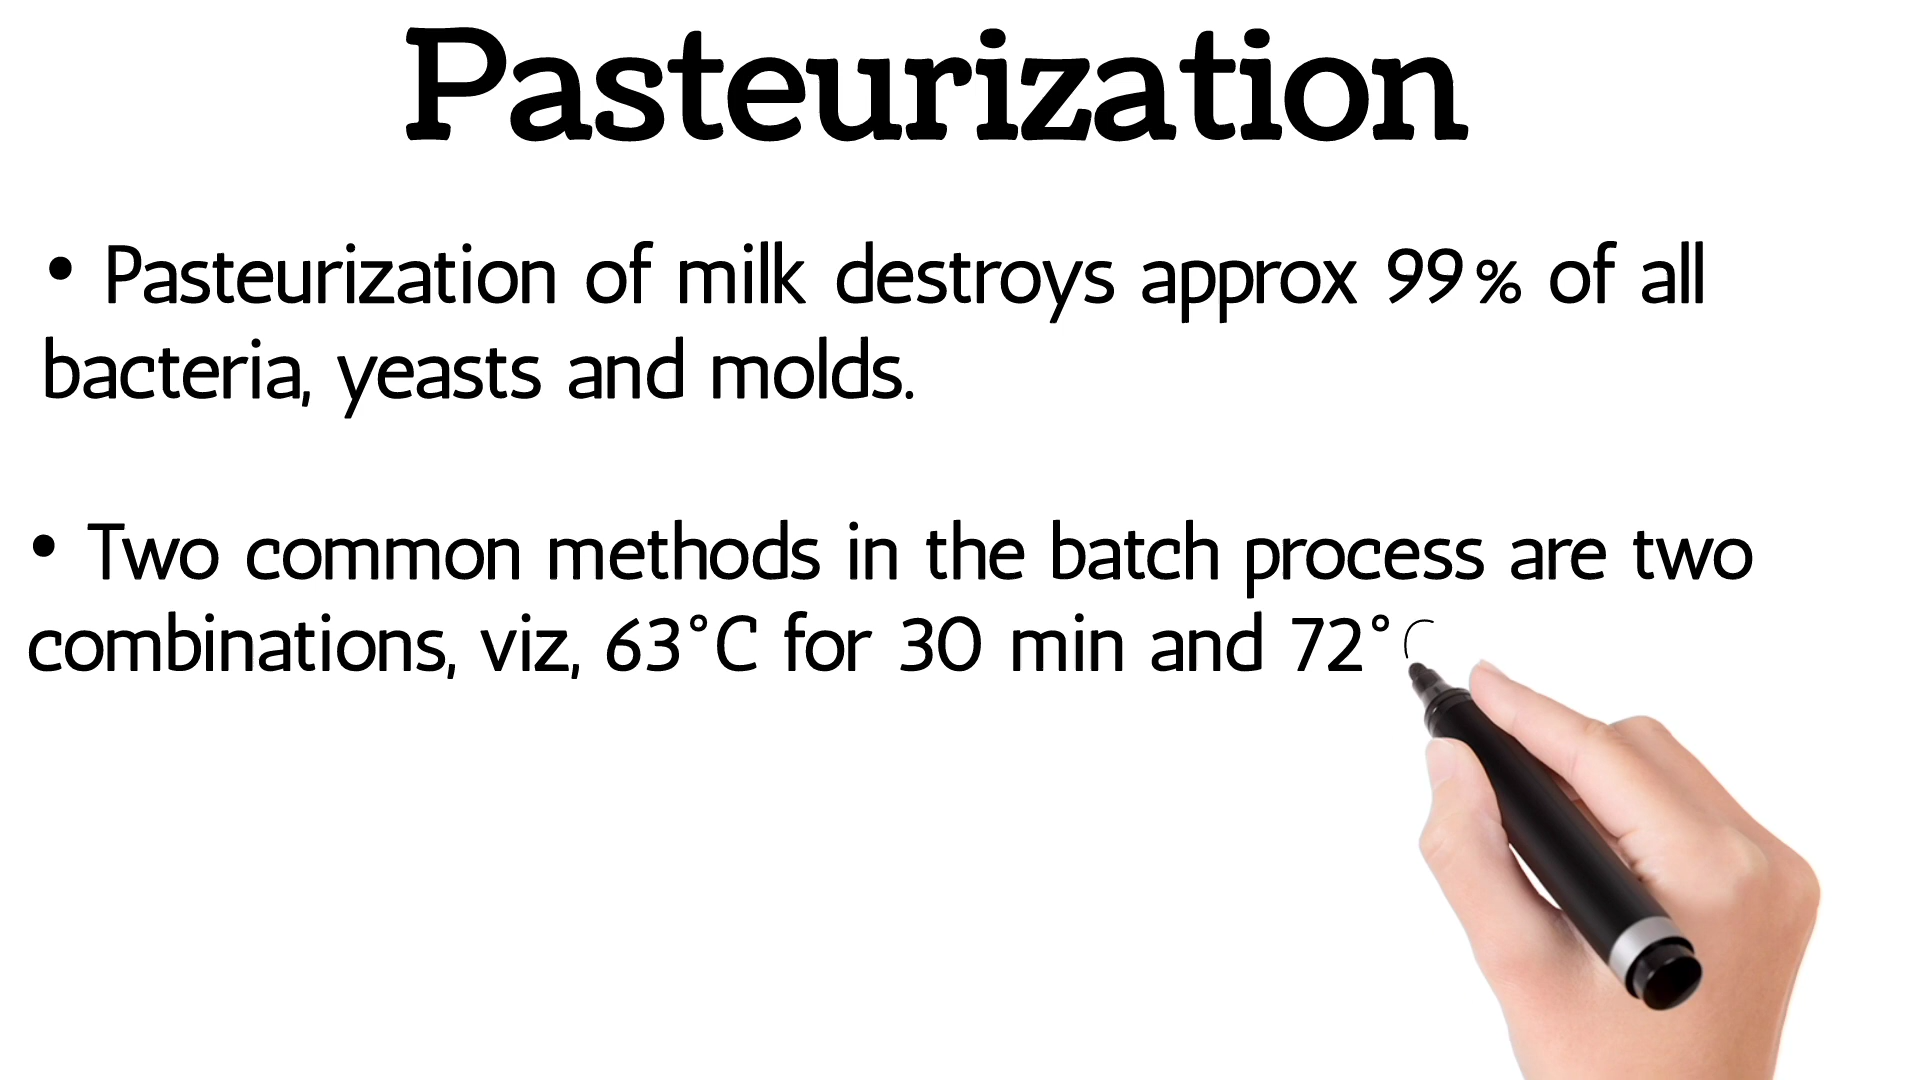 Pasteurization
• Pasteurization of milk destroys approx 99% of all
bacteria, yeasts and molds.
• Two common methods in the batch process are two
combinations, viz, 63°C for 30 min and 72°C